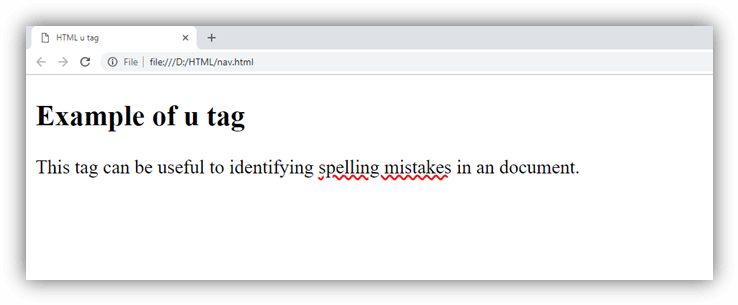 HTML u tag
File file:///D:/HTML/nav.html
Example of u tag
This tag can be useful to identifying spelling mistakes in an document.